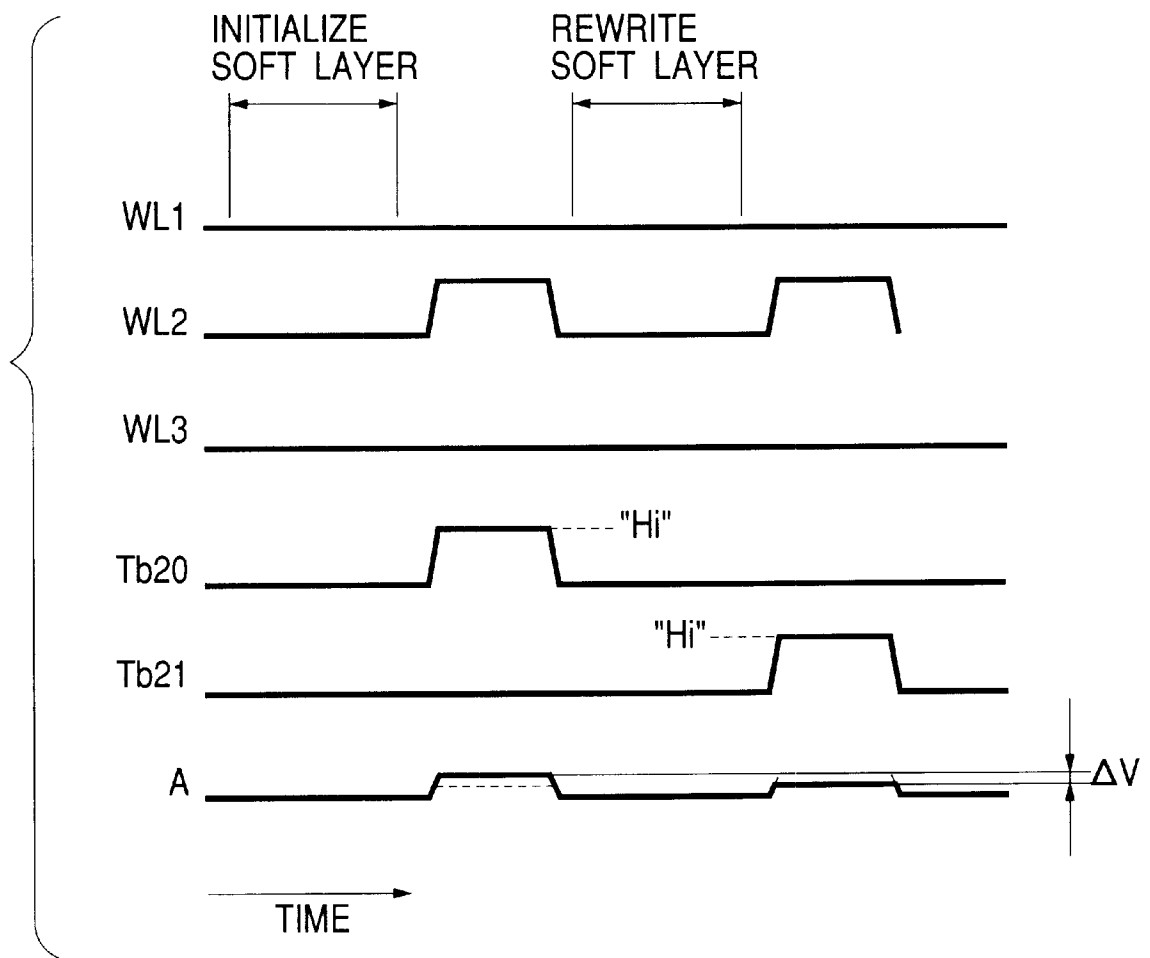 INITIALIZE
SOFT LAYER
REWRITE
SOFT LAYER
WL1
WL2
WL3
"Hi"
Tb20
"Hi"
Tb21
A
ΔV
TIME